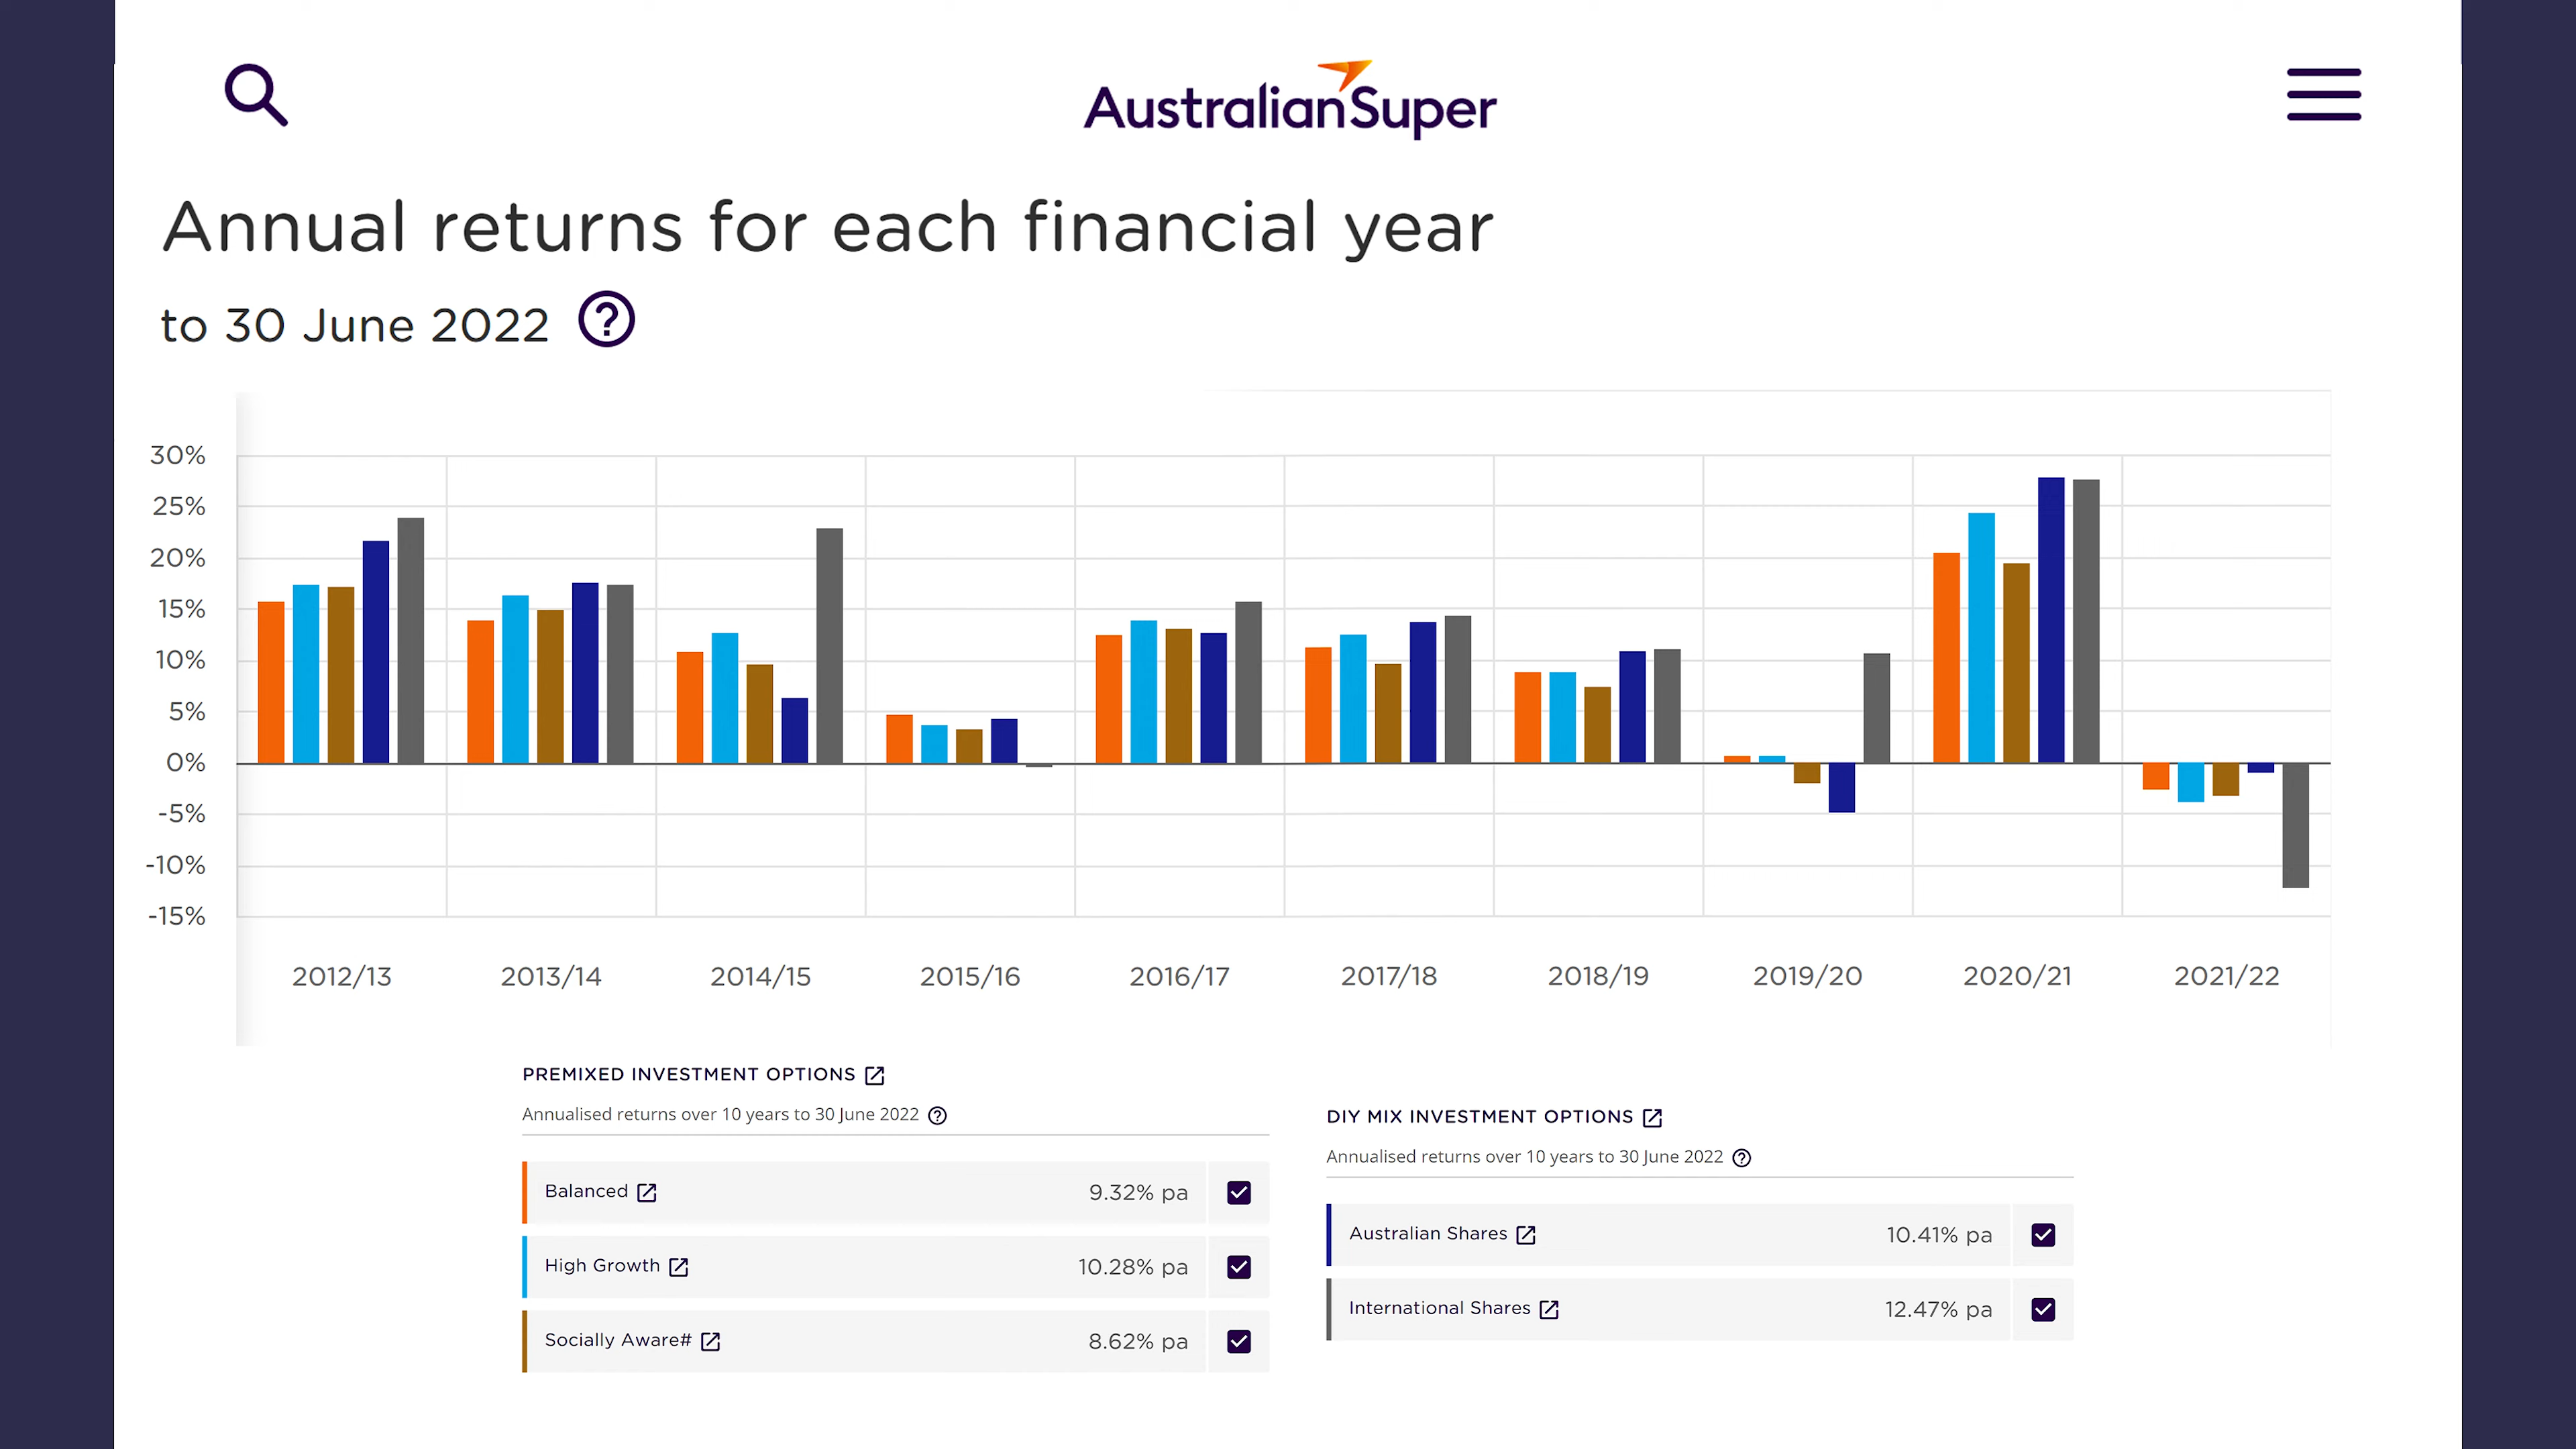 AustralianSuper
Annual returns for each financial year
to 30 June 2022
30%
25%
20%
15%
10%
5%
0%
-5%
-10%
-15%
2012/13 2013/14 2014/15 2015/16 2016/17 2017/18 2018/19 2019/20 2020/21 2021/22
PREMIXED INVESTMENT OPTIONS
Annualised returns over 10 years to 30 June 2022
Balanced 9.32% pa
High Growth 10.28% pa
Socially Aware# 8.62% pa
DIY MIX INVESTMENT OPTIONS
Annualised returns over 10 years to 30 June 2022
Australian Shares 10.41% pa
International Shares 12.47% pa